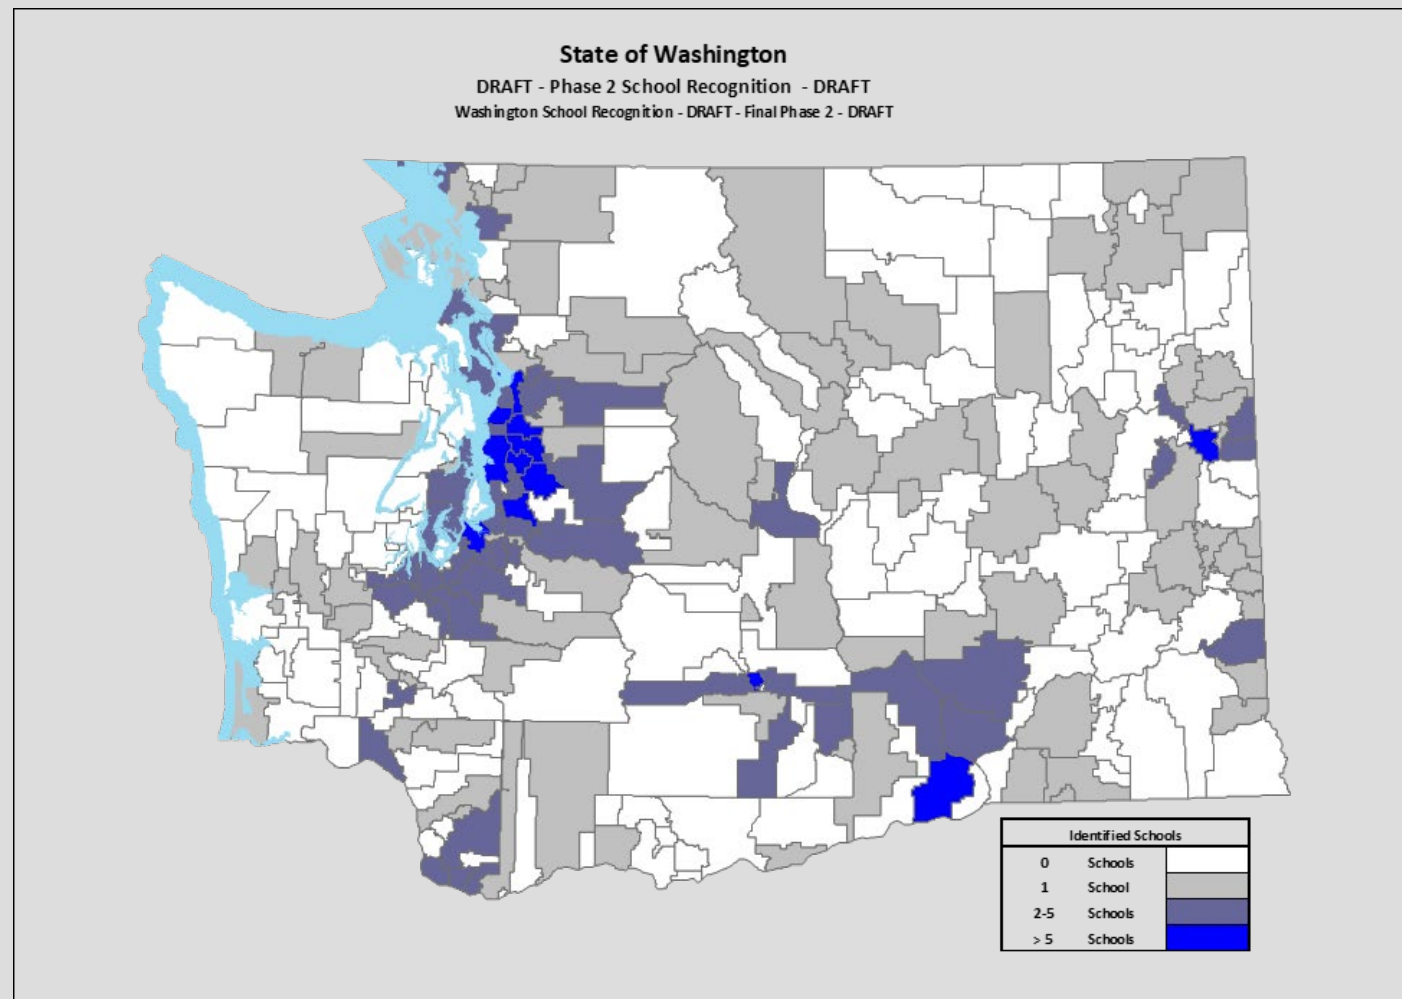 State of Washington
DRAFT - Phase 2 School Recognition - DRAFT
Washington School Recognition - DRAFT - Final Phase 2 - DRAFT
Identified Schools
0 Schools
1 School
2-5 Schools
> 5 Schools